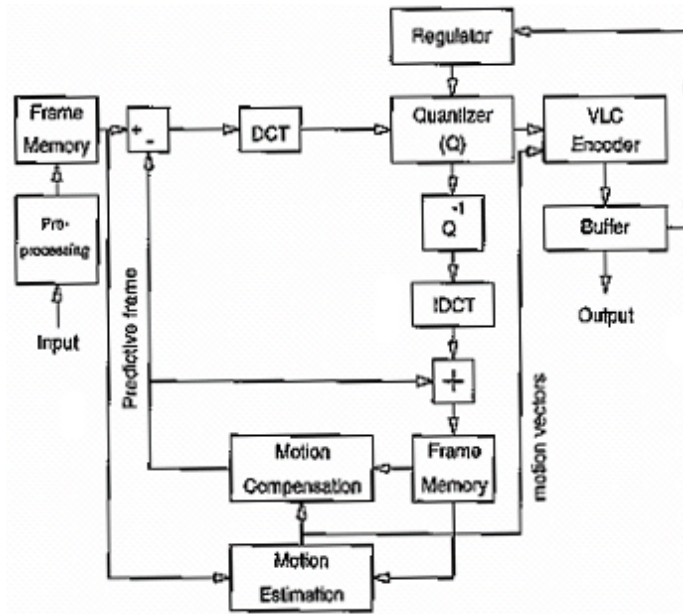 Regulator
Frame
Memory
+
-
DCT
Quantizer
(Q)
VLC
Encoder
Pre-
processing
-1
Q
Buffer
Input
Predictive frame
IDCT
Output
+
motion vectors
Motion
Compensation
Frame
Memory
Motion
Estimation